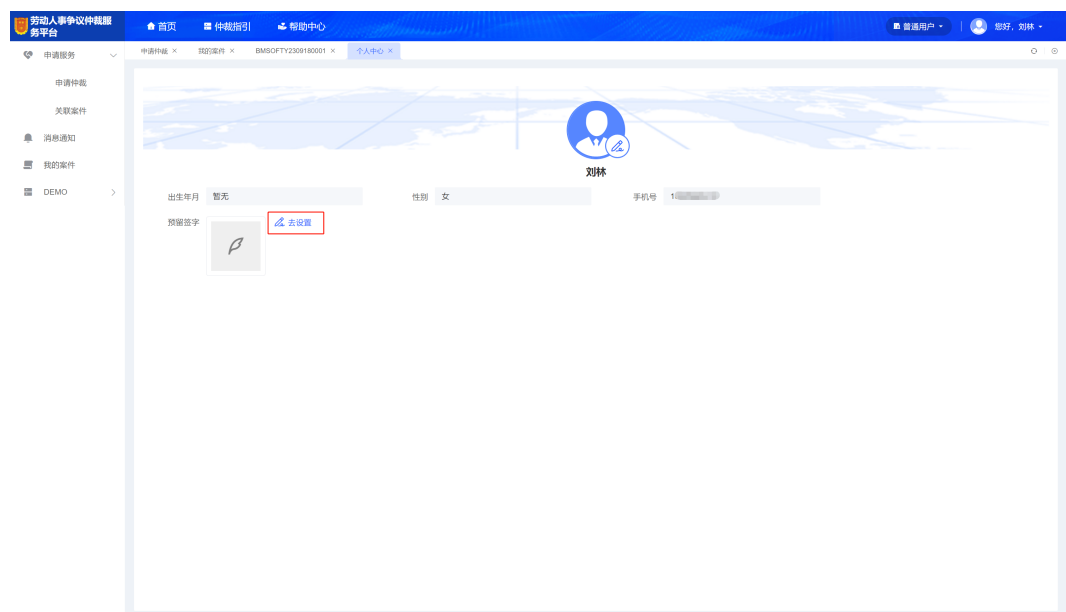 劳动人事争议仲裁服
务平台
首页 仲裁指引 帮助中心 普通用户 您好，刘林
申请服务
申请仲裁
关联案件
消息通知
我的案件
DEMO
申请仲裁 × 我的案件 × BMSOFTY2309180001 × 个人中心 ×
刘林
出生年月 暂无 性别 女 手机号 1
预留签字 去设置